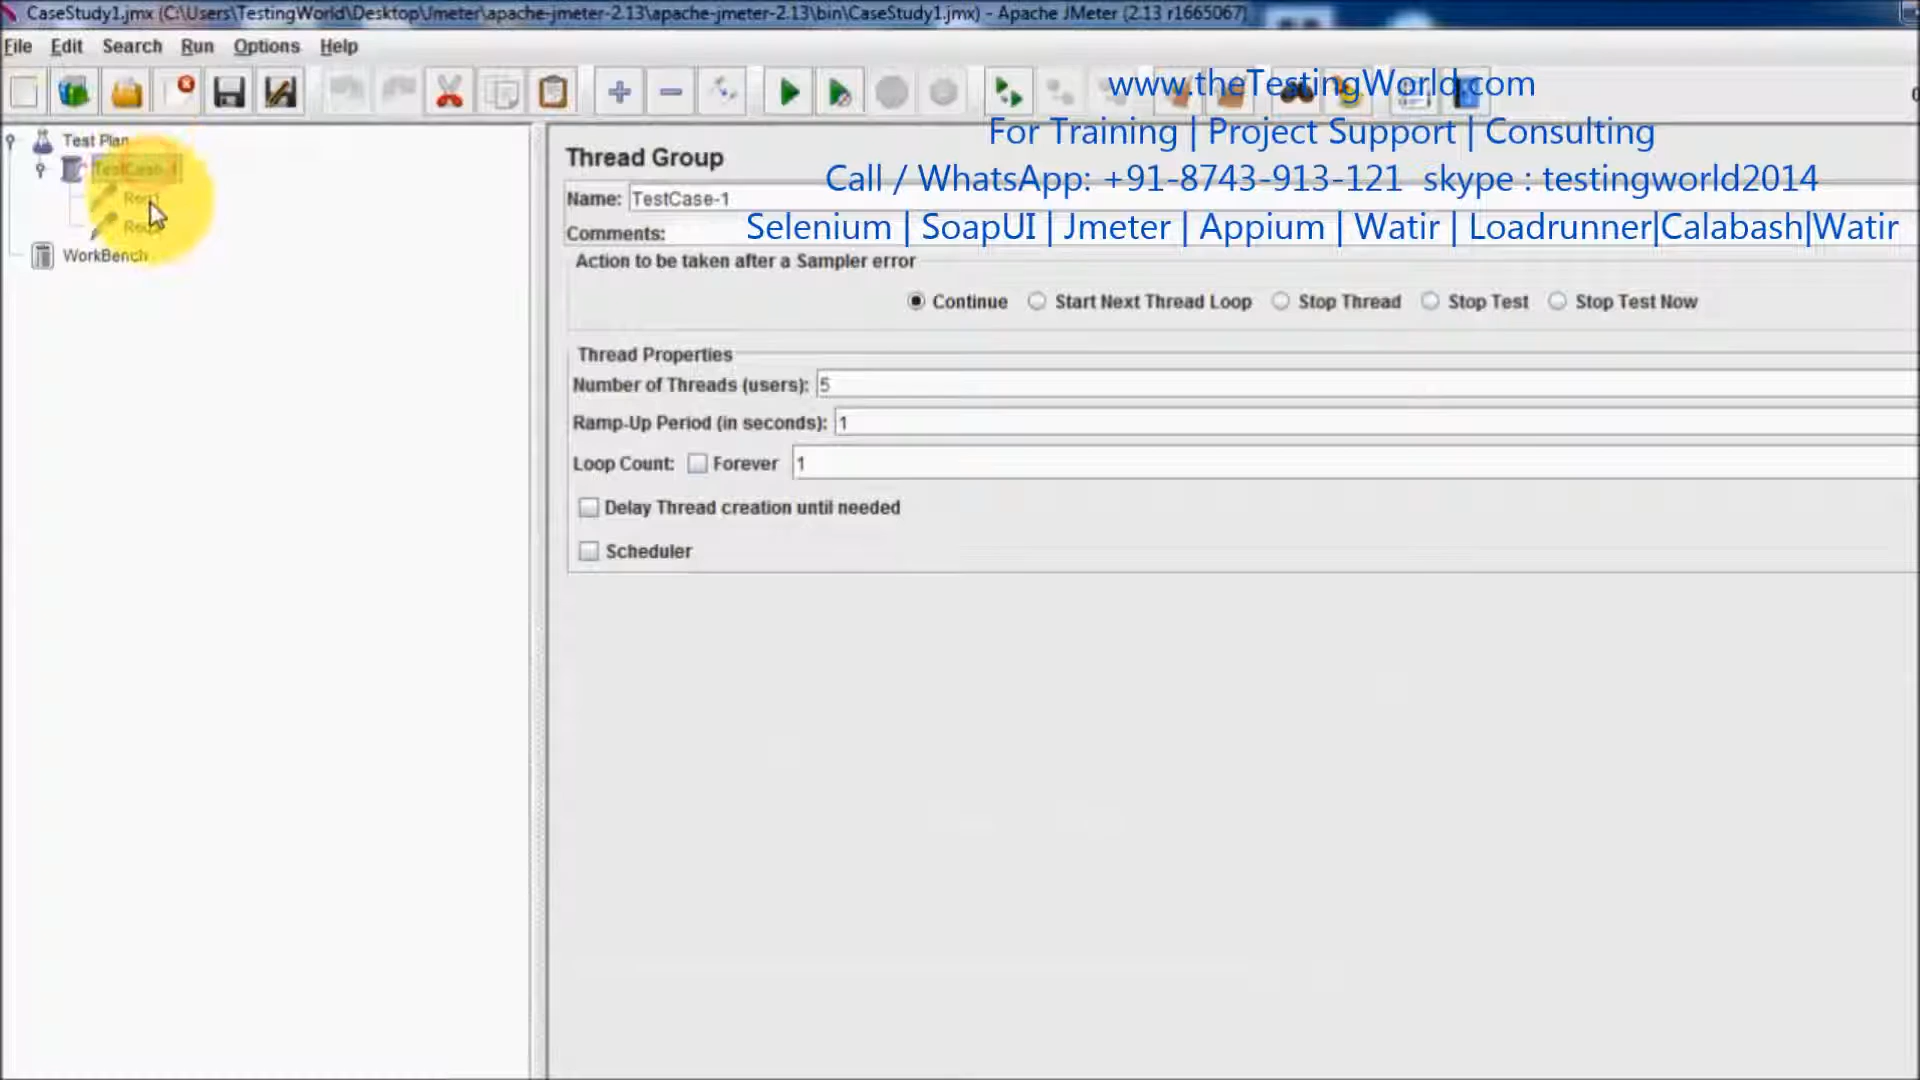 CaseStudy1.jmx (C:\Users\TestingWorld\Desktop\Jmeter\apache-jmeter-2.13\apache-jmeter-2.13\bin\CaseStudy1.jmx) - Apache JMeter (2.13 r1665067)
File Edit Search Run Options Help
www.theTestingWorld.com
For Training | Project Support | Consulting
Call / WhatsApp: +91-8743-913-121 skype : testingworld2014
Selenium | SoapUI | Jmeter | Appium | Watir | Loadrunner|Calabash|Watir
Test Plan
TestCase-1
WorkBench
Thread Group
Name: TestCase-1
Comments:
Action to be taken after a Sampler error
Continue Start Next Thread Loop Stop Thread Stop Test Stop Test Now
Thread Properties
Number of Threads (users): 5
Ramp-Up Period (in seconds): 1
Loop Count: Forever 1
Delay Thread creation until needed
Scheduler